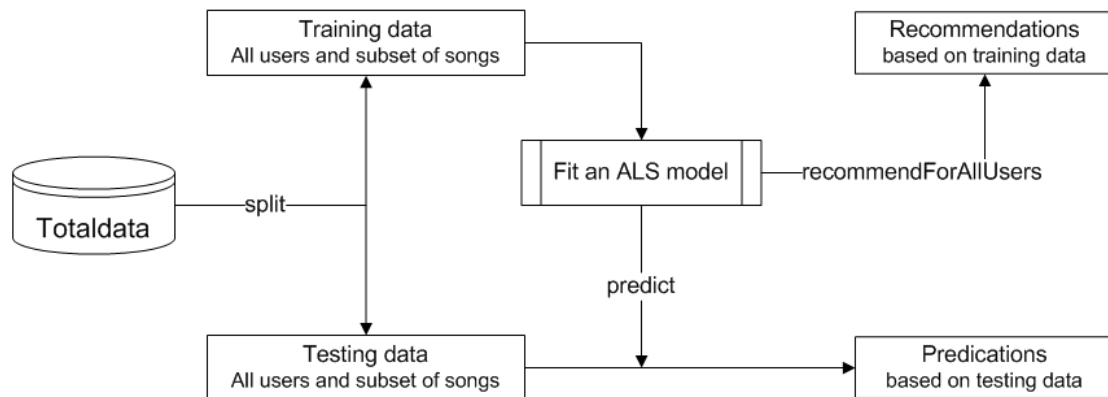 Training data
All users and subset of songs
Recommendations
based on training data
Fit an ALS model
recommendForAllUsers
Totaldata
split
predict
Testing data
All users and subset of songs
Predications
based on testing data